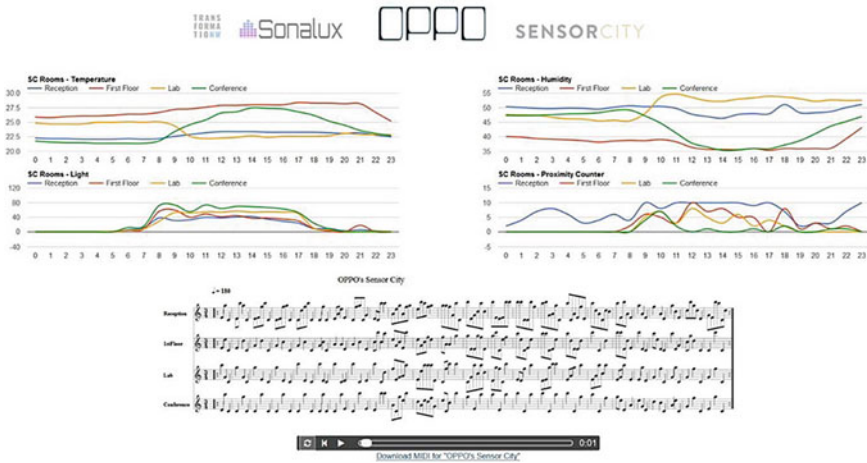 TRANS
FORMA
TIONNW
Sonalux
OPPO
SENSORCITY
SC Rooms - Temperature
Reception First Floor Lab Conference
30.0
27.5
25.0
22.5
20.0
0 1 2 3 4 5 6 7 8 9 10 11 12 13 14 15 16 17 18 19 20 21 22 23
SC Rooms - Humidity
Reception First Floor Lab Conference
55
50
45
40
35
0 1 2 3 4 5 6 7 8 9 10 11 12 13 14 15 16 17 18 19 20 21 22 23
SC Rooms - Light
Reception First Floor Lab Conference
120
80
40
0
-40
0 1 2 3 4 5 6 7 8 9 10 11 12 13 14 15 16 17 18 19 20 21 22 23
SC Rooms - Proximity Counter
Reception First Floor Lab Conference
15
10
5
0
-5
0 1 2 3 4 5 6 7 8 9 10 11 12 13 14 15 16 17 18 19 20 21 22 23
OPPO's Sensor City
= 180
Reception
1stFloor
Lab
Conference
0:01
Download MIDI for "OPPO's Sensor City"